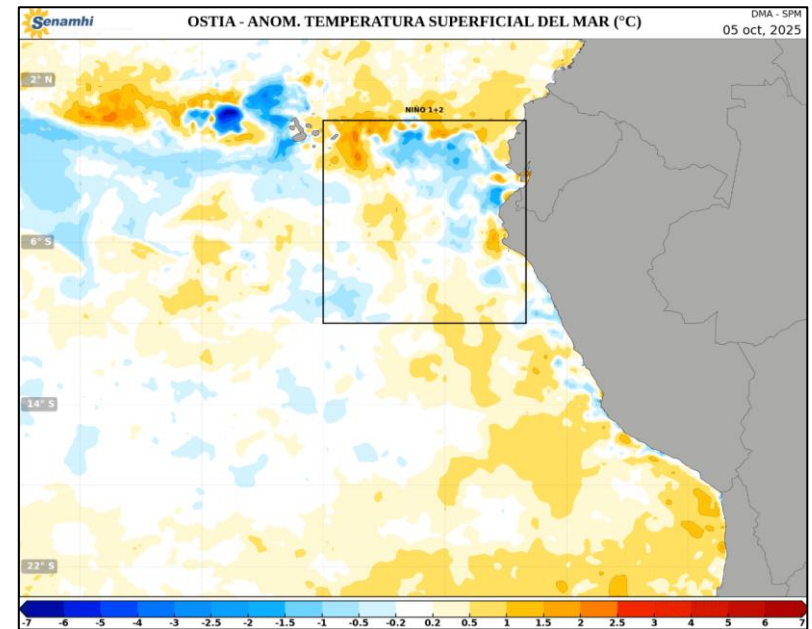 Senamhi
OSTIA - ANOM. TEMPERATURA SUPERFICIAL DEL MAR (°C)
DMA - SPM
05 oct, 2025
2° N
NIÑO 1+2
6° S
14° S
22° S
-7 -6 -5 -4 -3 -2.5 -2 -1.5 -1 -0.5 -0.2 0.2 0.5 1 1.5 2 2.5 3 4 5 6 7